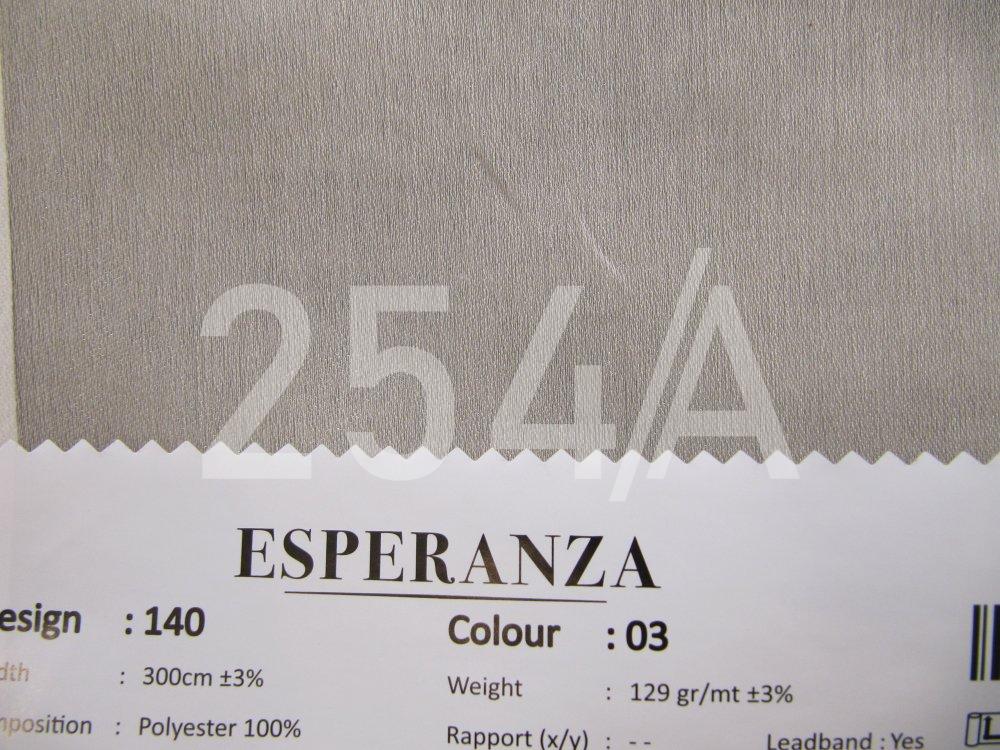 254//A
ESPERANZA
esign : 140 Colour : 03
dth : 300cm ±3% Weight : 129 gr/mt ±3%
nposition : Polyester 100% Rapport (x/y) : -- Leadband : Yes